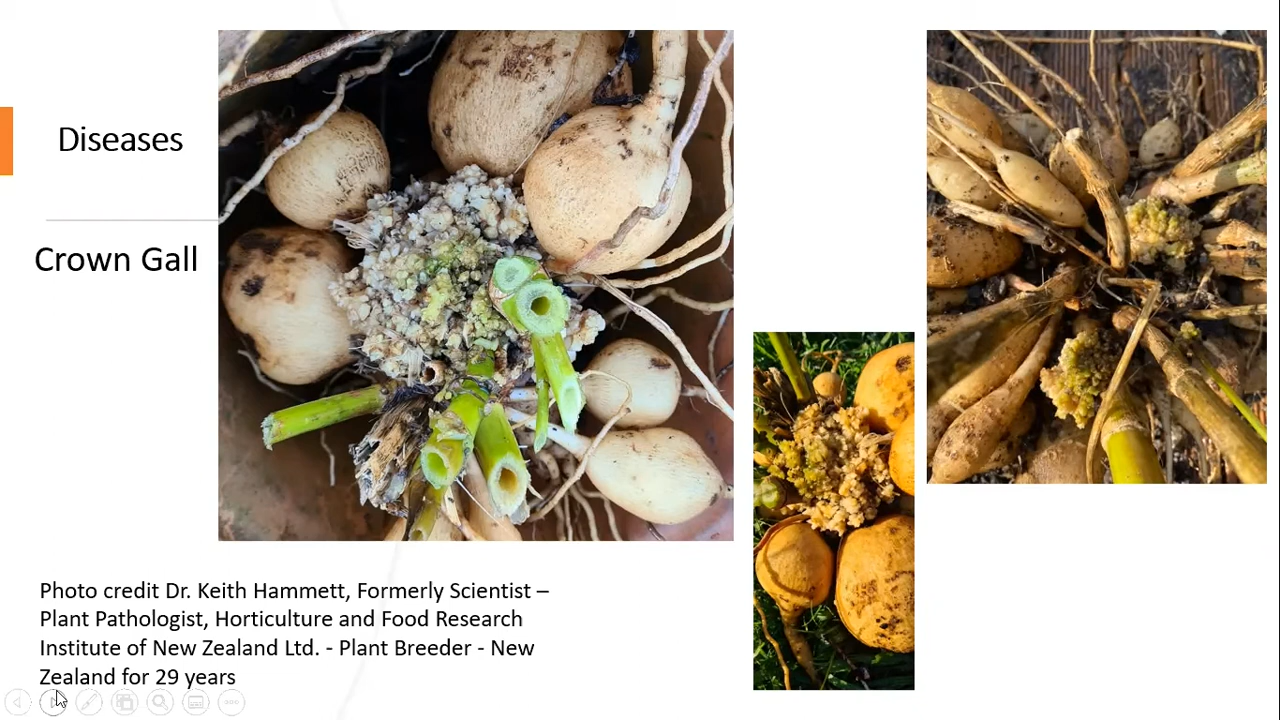 Diseases
Crown Gall
Photo credit Dr. Keith Hammett, Formerly Scientist –
Plant Pathologist, Horticulture and Food Research
Institute of New Zealand Ltd. - Plant Breeder - New
Zealand for 29 years